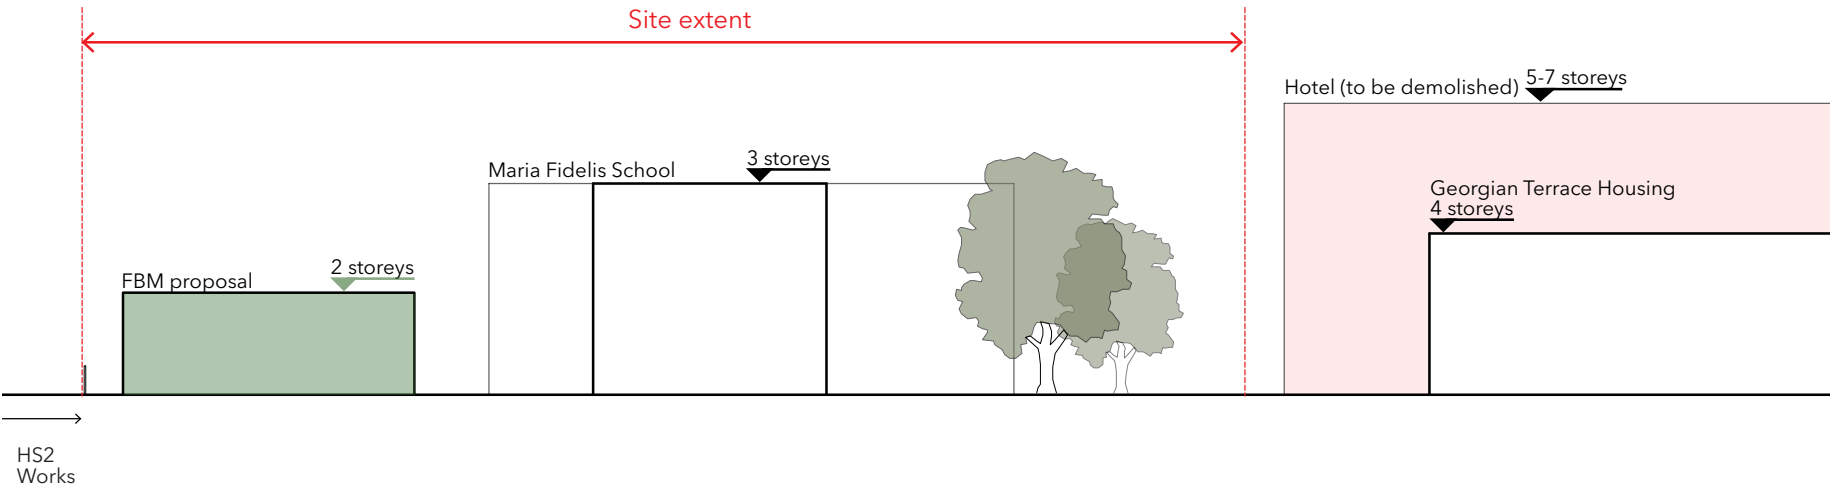 Site extent
Hotel (to be demolished) 5-7 storeys
Maria Fidelis School
3 storeys
Georgian Terrace Housing
4 storeys
FBM proposal
2 storeys
HS2
Works